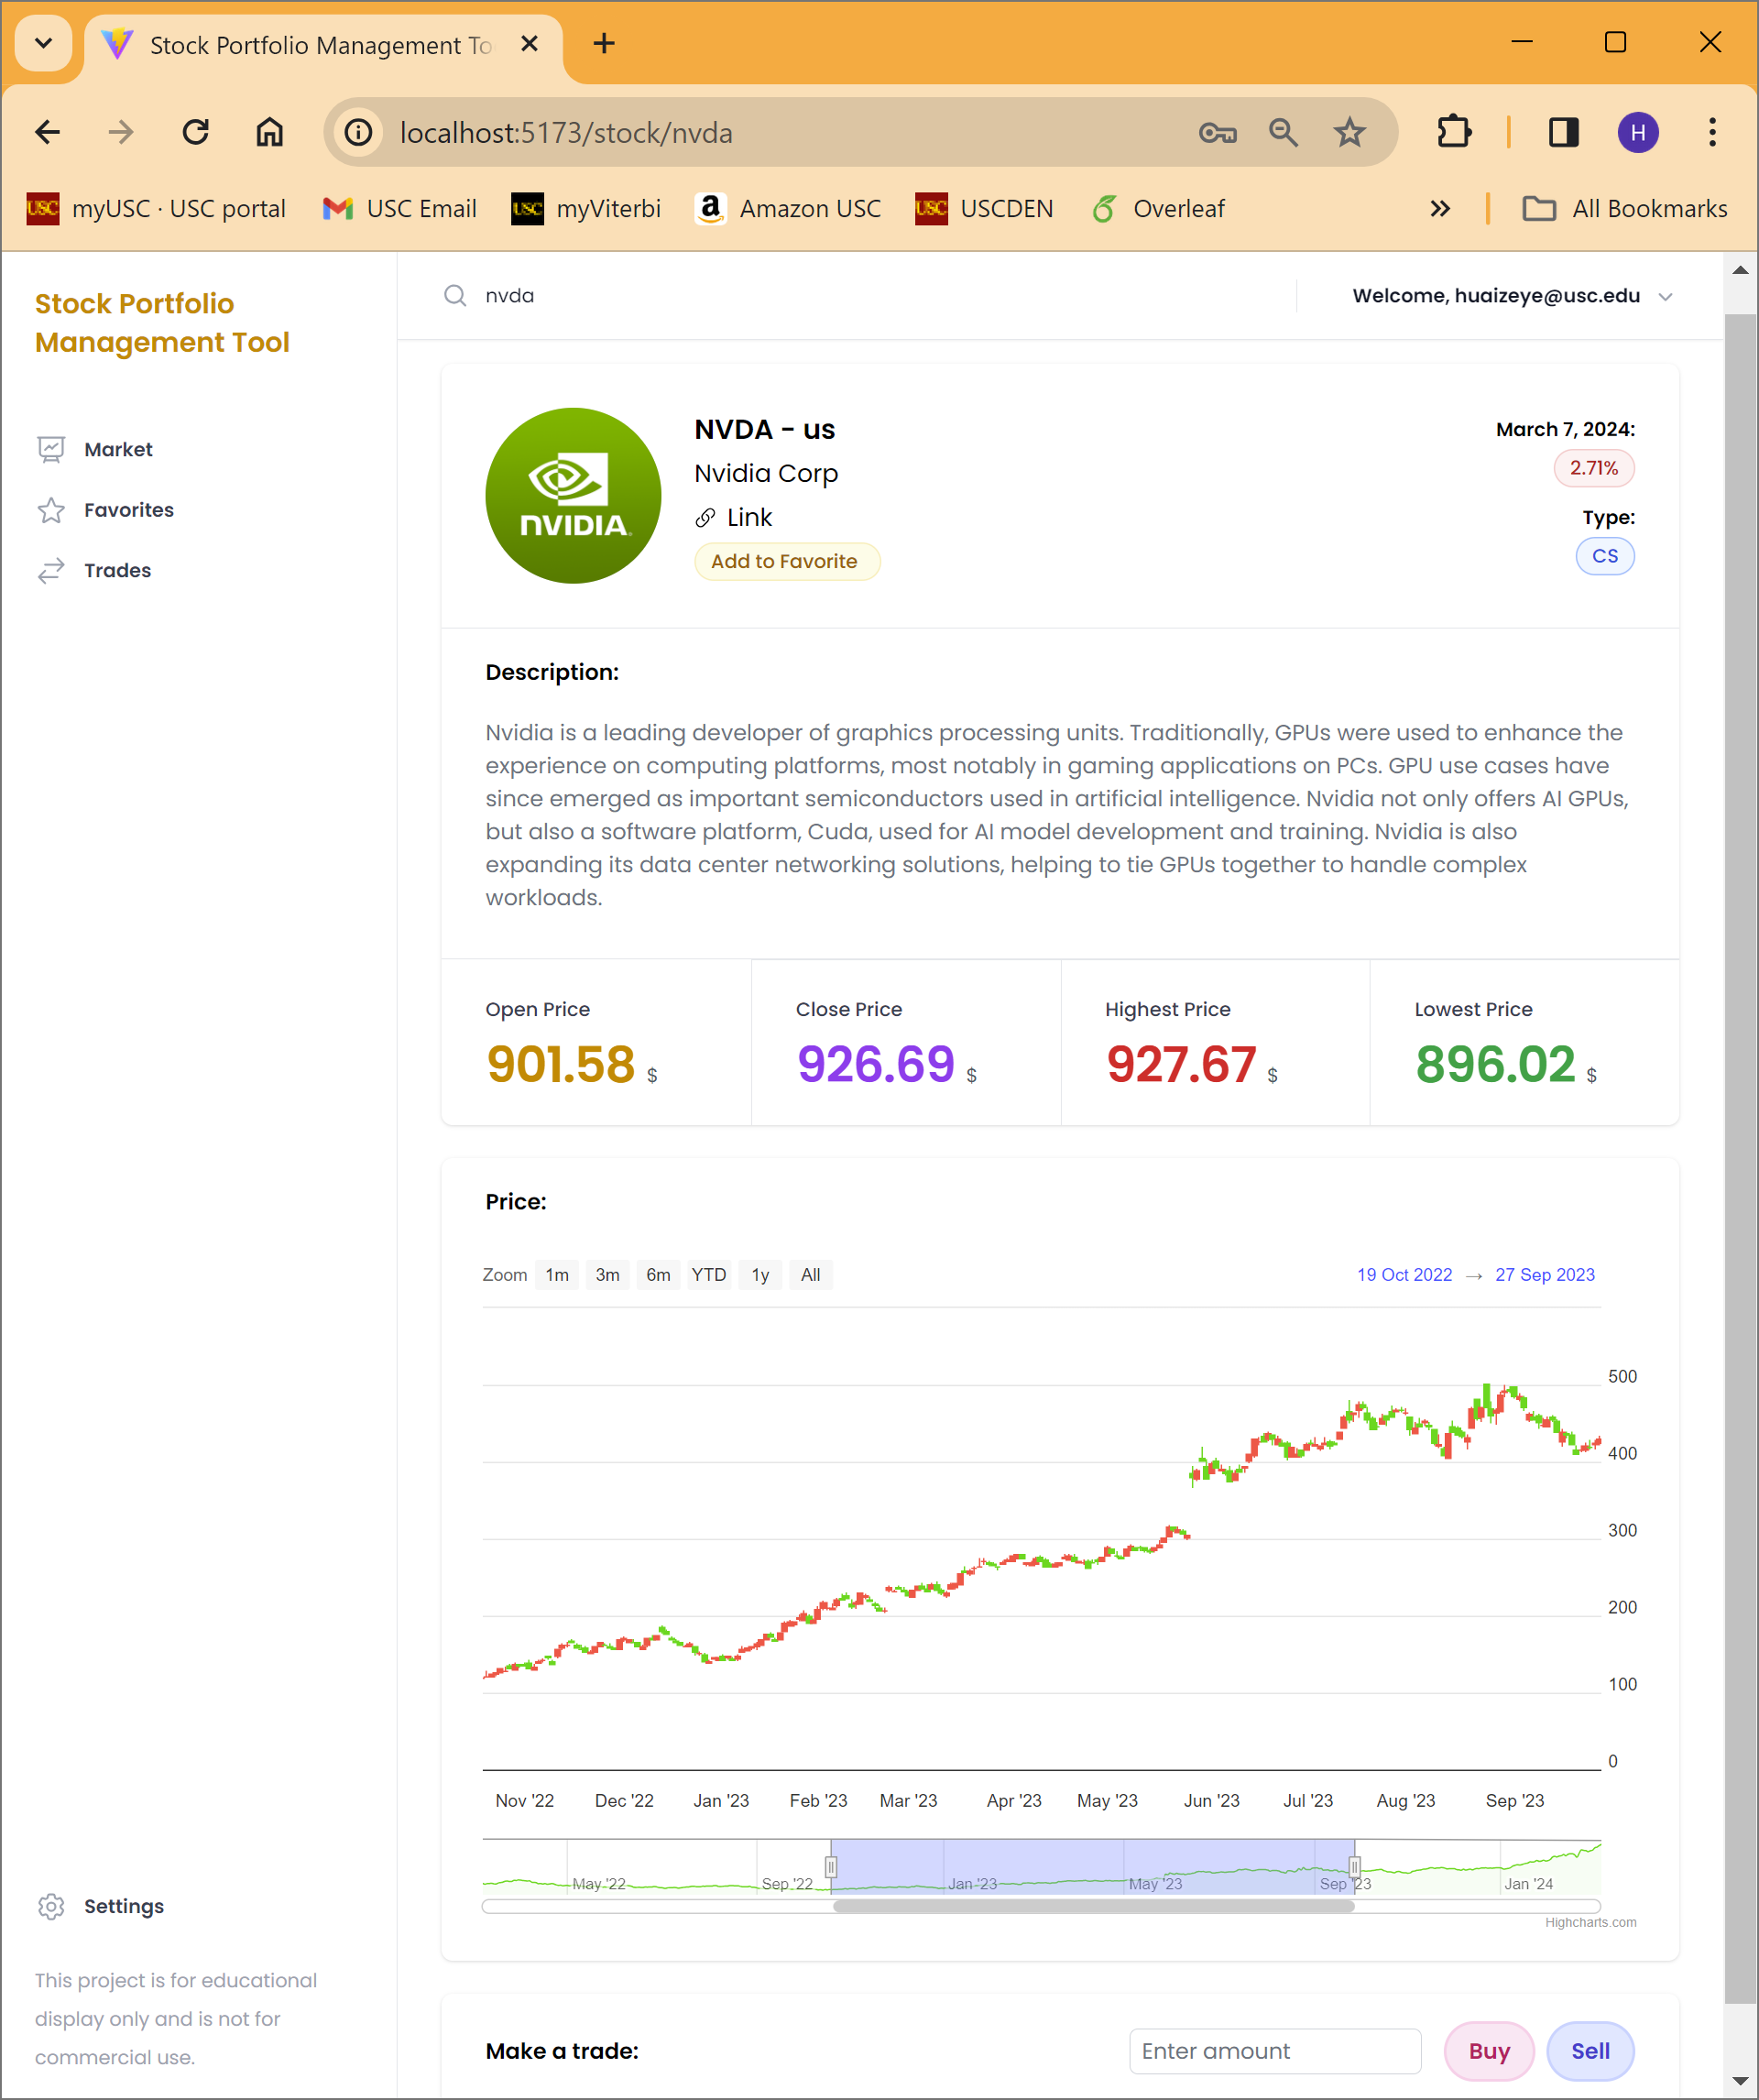 Stock Portfolio Management To
localhost:5173/stock/nvda
H
USC myUSC · USC portal
USC Email
USC myViterbi
a Amazon USC
USC USCDEN
Overleaf
All Bookmarks
Stock Portfolio
Management Tool
Market
Favorites
Trades
Settings
This project is for educational
display only and is not for
commercial use.
nvda
Welcome, huaizeye@usc.edu
NVIDIA.
NVDA - us
Nvidia Corp
Link
Add to Favorite
March 7, 2024:
2.71%
Type:
CS
Description:
Nvidia is a leading developer of graphics processing units. Traditionally, GPUs were used to enhance the
experience on computing platforms, most notably in gaming applications on PCs. GPU use cases have
since emerged as important semiconductors used in artificial intelligence. Nvidia not only offers AI GPUs,
but also a software platform, Cuda, used for AI model development and training. Nvidia is also
expanding its data center networking solutions, helping to tie GPUs together to handle complex
workloads.
Open Price
901.58 $
Close Price
926.69 $
Highest Price
927.67 $
Lowest Price
896.02 $
Price:
Zoom 1m 3m 6m YTD 1y All
19 Oct 2022 → 27 Sep 2023
500
400
300
200
100
0
Nov '22 Dec '22 Jan '23 Feb '23 Mar '23 Apr '23 May '23 Jun '23 Jul '23 Aug '23 Sep '23
May '22 Sep '22 Jan '23 May '23 Sep '23 Jan '24
Highcharts.com
Make a trade:
Enter amount
Buy
Sell